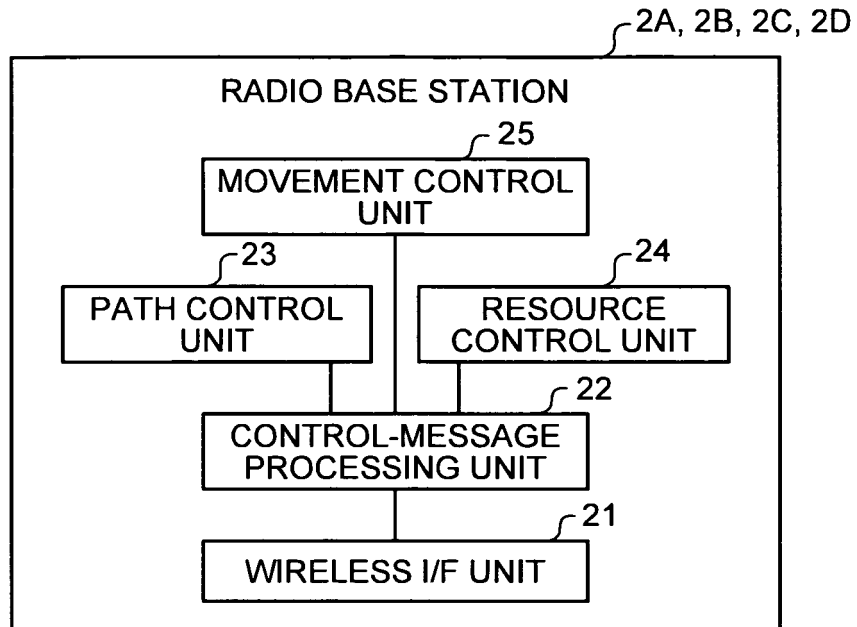 2A, 2B, 2C, 2D
RADIO BASE STATION
25
MOVEMENT CONTROL
UNIT
23
PATH CONTROL
UNIT
24
RESOURCE
CONTROL UNIT
22
CONTROL-MESSAGE
PROCESSING UNIT
21
WIRELESS I/F UNIT